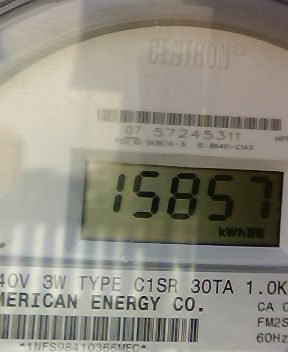 CENTRON
07 57245311
15857
kWh
40V 3W TYPE C1SR 30TA 1.0K
MERICAN ENERGY CO.
CA
FM2S
60Hz